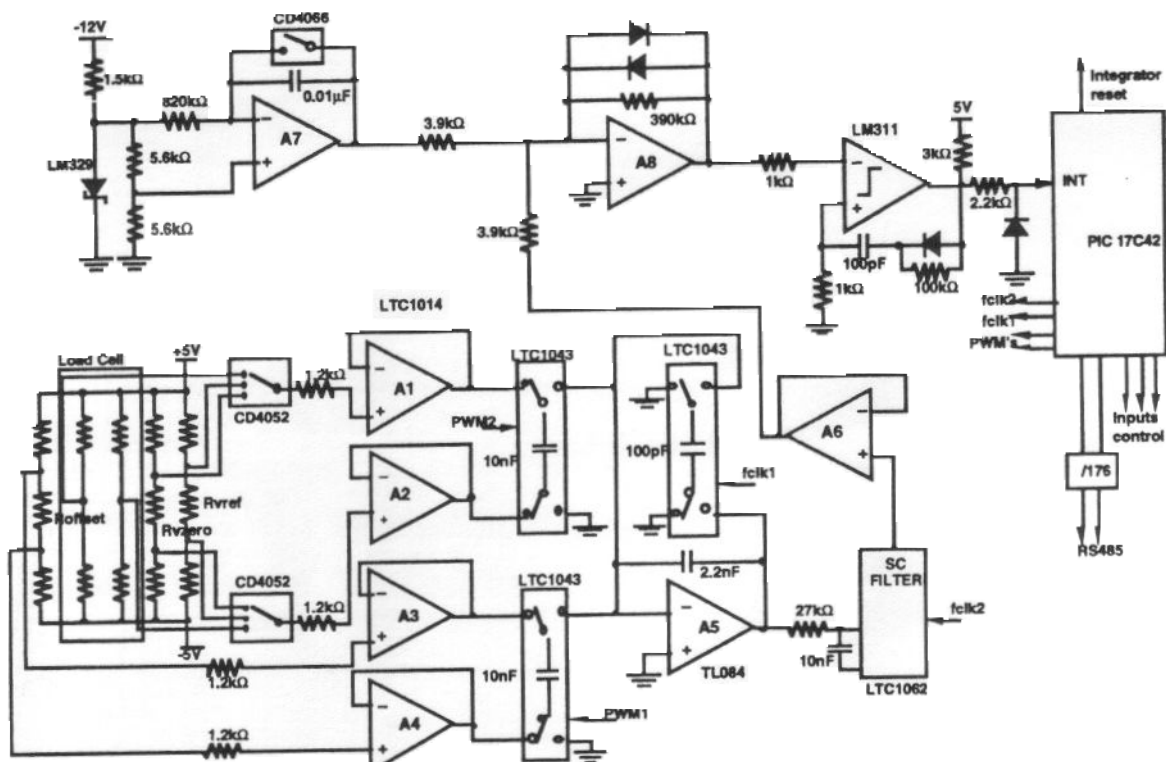 -12V
CD4066
1.5kΩ
820kΩ
0.01µF
A7
LM329
5.6kΩ
5.6kΩ
3.9kΩ
390kΩ
A8
3.9kΩ
1kΩ
LM311
5V
3kΩ
2.2kΩ
100pF
100kΩ
1kΩ
Integrator
reset
INT
PIC 17C42
fclk2
fclk1
PWM's
Inputs
control
/176
RS485
LTC1014
Load Cell
+5V
CD4052
1.2kΩ
A1
LTC1043
PWM2
10nF
A2
LTC1043
100pF
fclk1
A6
Roffset
Rvzero
Rvref
CD4052
-5V
1.2kΩ
A3
1.2kΩ
LTC1043
10nF
PWM1
A4
1.2kΩ
2.2nF
A5
TL084
27kΩ
10nF
SC
FILTER
fclk2
LTC1062